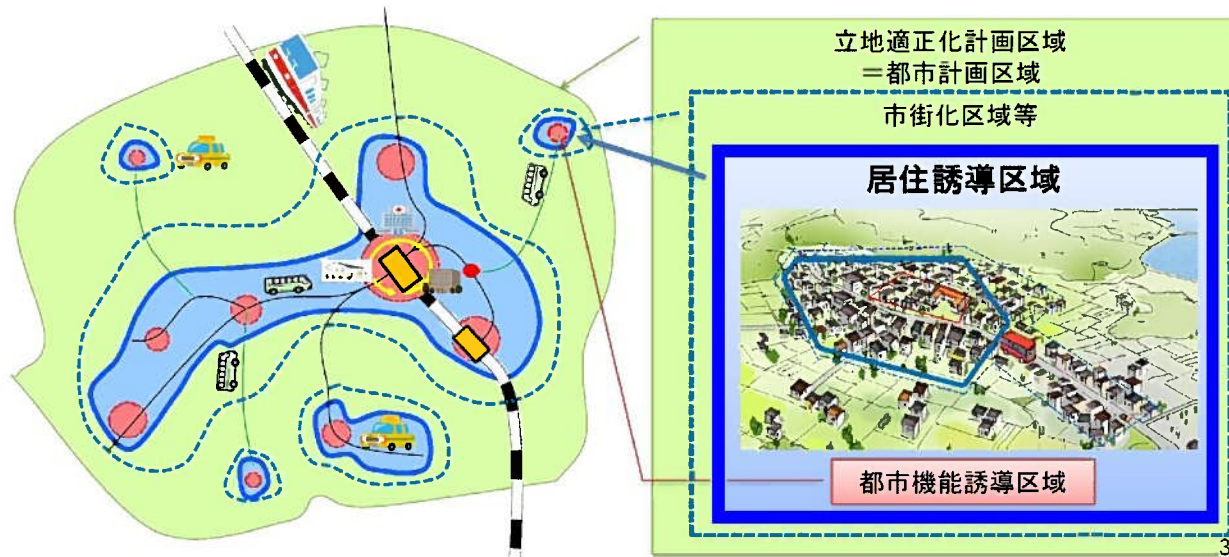 立地適正化計画区域
＝都市計画区域
市街化区域等
居住誘導区域
都市機能誘導区域
3